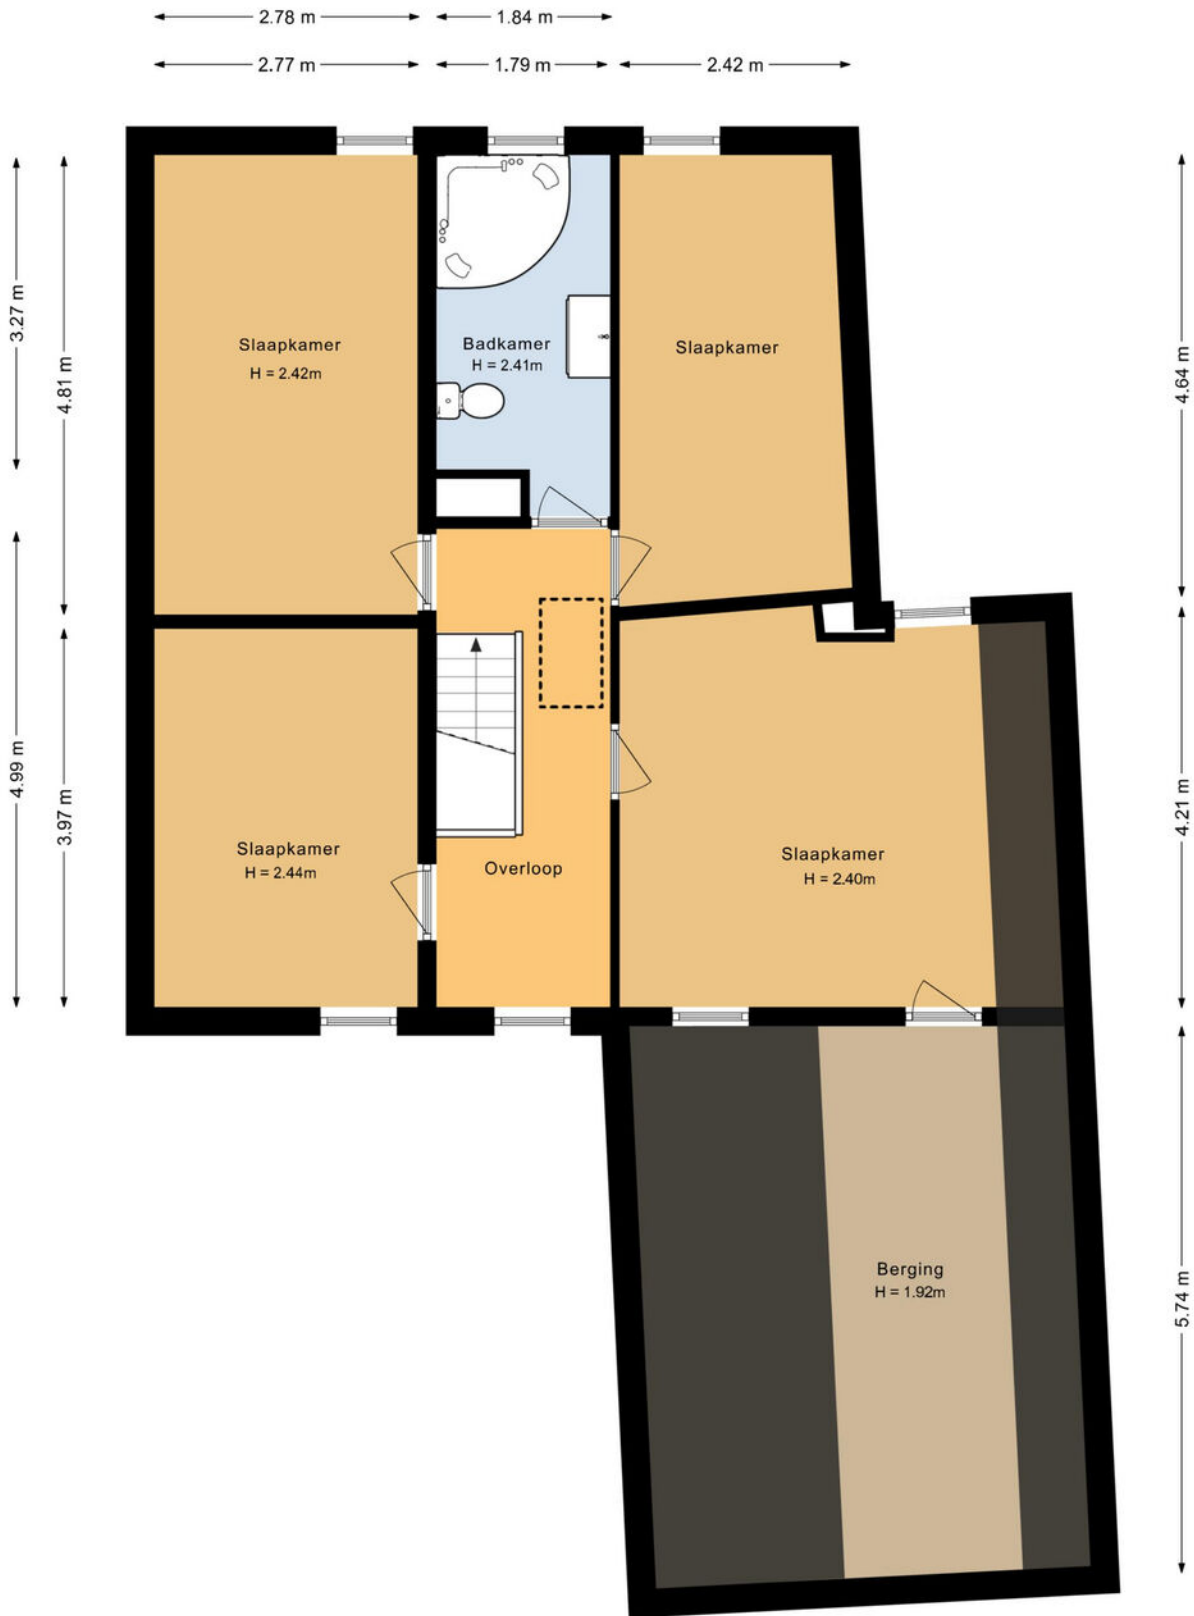 2.78 m
1.84 m
2.77 m
1.79 m
2.42 m
3.27 m
4.81 m
4.64 m
Slaapkamer
H = 2.42m
Badkamer
H = 2.41m
Slaapkamer
4.99 m
3.97 m
4.21 m
Slaapkamer
H = 2.44m
Overloop
Slaapkamer
H = 2.40m
Berging
H = 1.92m
5.74 m